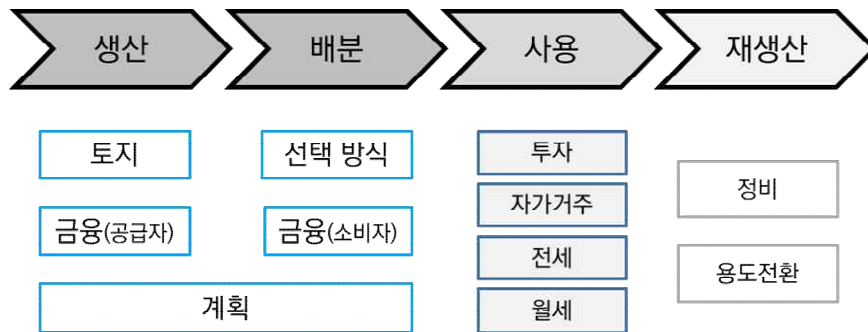 생산 배분 사용 재생산
토지 선택 방식 투자
정비
자가거주
금융(공급자) 금융(소비자)
전세
용도전환
계획 월세